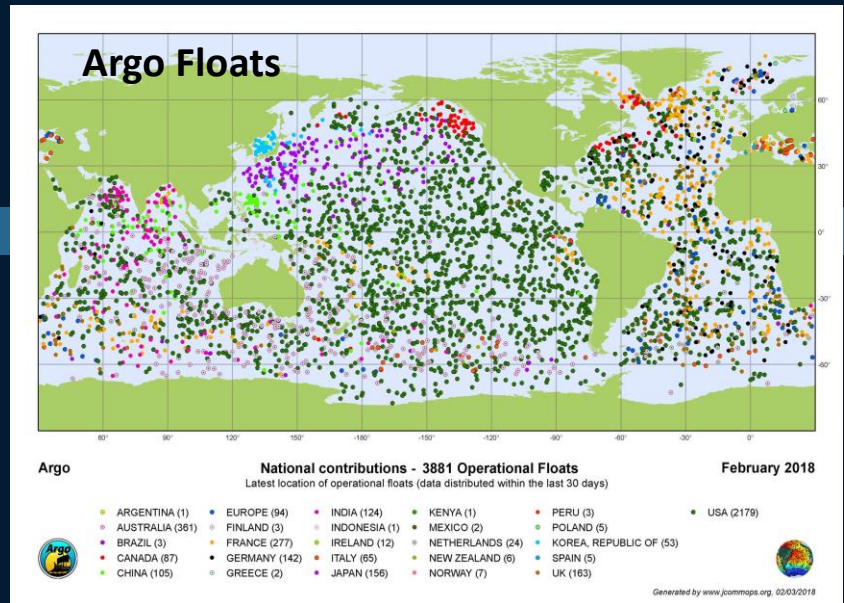 Argo Floats
60°
30°
0°
-30°
-60°
60°
90°
120°
150°
180°
-150°
-120°
-90°
-60°
-30°
0°
Argo
National contributions - 3881 Operational Floats
February 2018
Latest location of operational floats (data distributed within the last 30 days)
ARGENTINA (1) EUROPE (94) INDIA (124) KENYA (1) PERU (3) USA (2179)
AUSTRALIA (361) FINLAND (3) INDONESIA (1) MEXICO (2) POLAND (5)
BRAZIL (3) FRANCE (277) IRELAND (12) NETHERLANDS (24) KOREA, REPUBLIC OF (53)
CANADA (87) GERMANY (142) ITALY (65) NEW ZEALAND (6) SPAIN (5)
CHINA (105) GREECE (2) JAPAN (156) NORWAY (7) UK (163)
Argo
Generated by www.jcommops.org, 02/03/2018